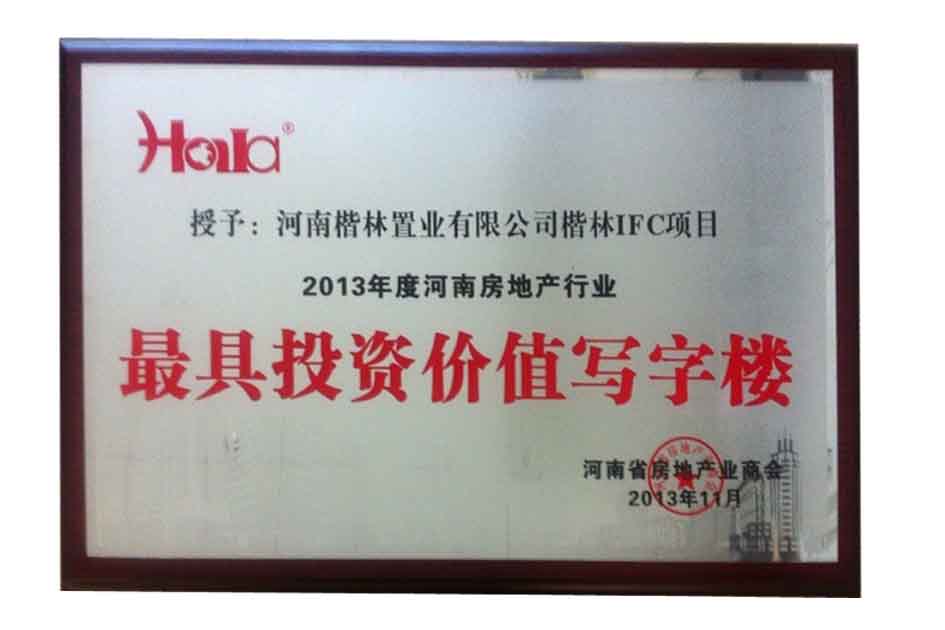 授予：河南楷林置业有限公司楷林IFC项目
2013年度河南房地产行业
最具投资价值写字楼
河南省房地产业商会
2013年11月